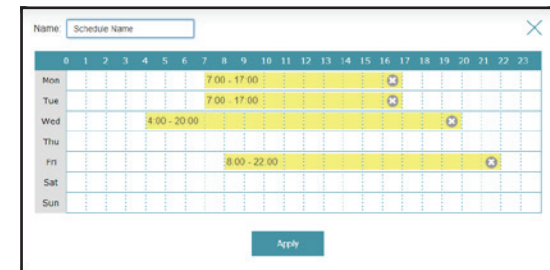 Name: Schedule Name
0 1 2 3 4 5 6 7 8 9 10 11 12 13 14 15 16 17 18 19 20 21 22 23
Mon 7:00 - 17:00
Tue 7:00 - 17:00
Wed 4:00 - 20:00
Thu
Fri 8:00 - 22:00
Sat
Sun
Apply